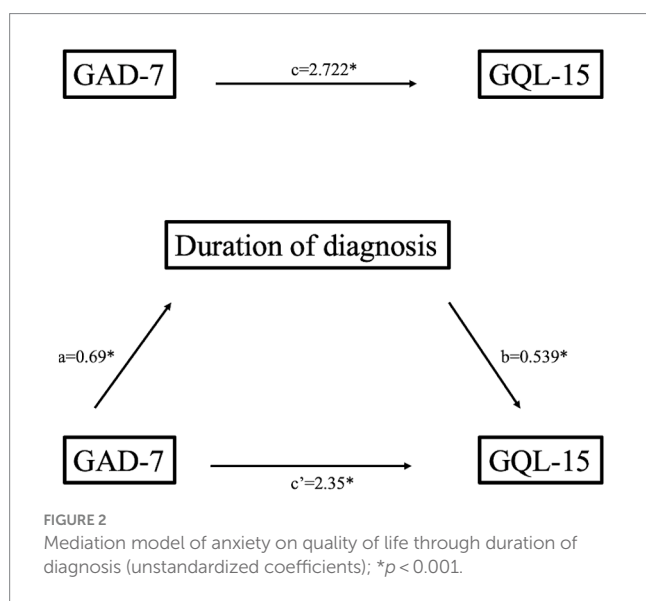 GAD-7
c=2.722*
GQL-15
Duration of diagnosis
a=0.69*
b=0.539*
GAD-7
c’=2.35*
GQL-15
FIGURE 2
Mediation model of anxiety on quality of life through duration of
diagnosis (unstandardized coefficients); *p < 0.001.